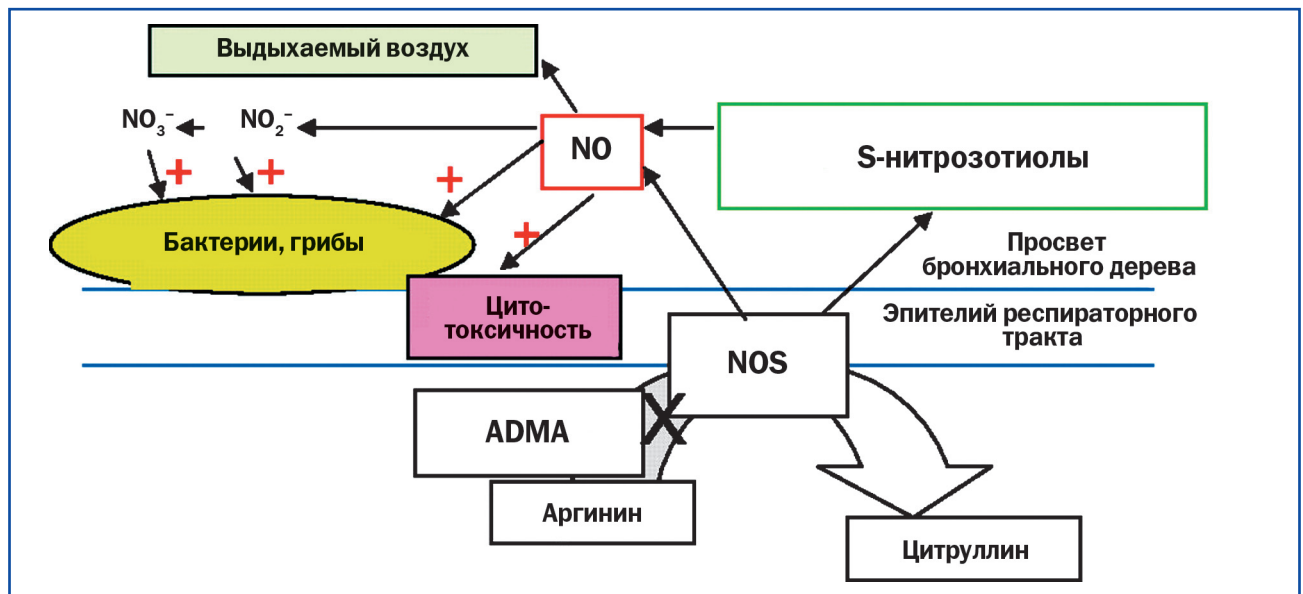 Выдыхаемый воздух
NO₃⁻
NO₂⁻
NO
S-нитрозотиолы
+
+
+
+
Бактерии, грибы
Просвет
бронхиального дерева
Цито-
токсичность
Эпителий респираторного
тракта
NOS
ADMA
X
Аргинин
Цитруллин